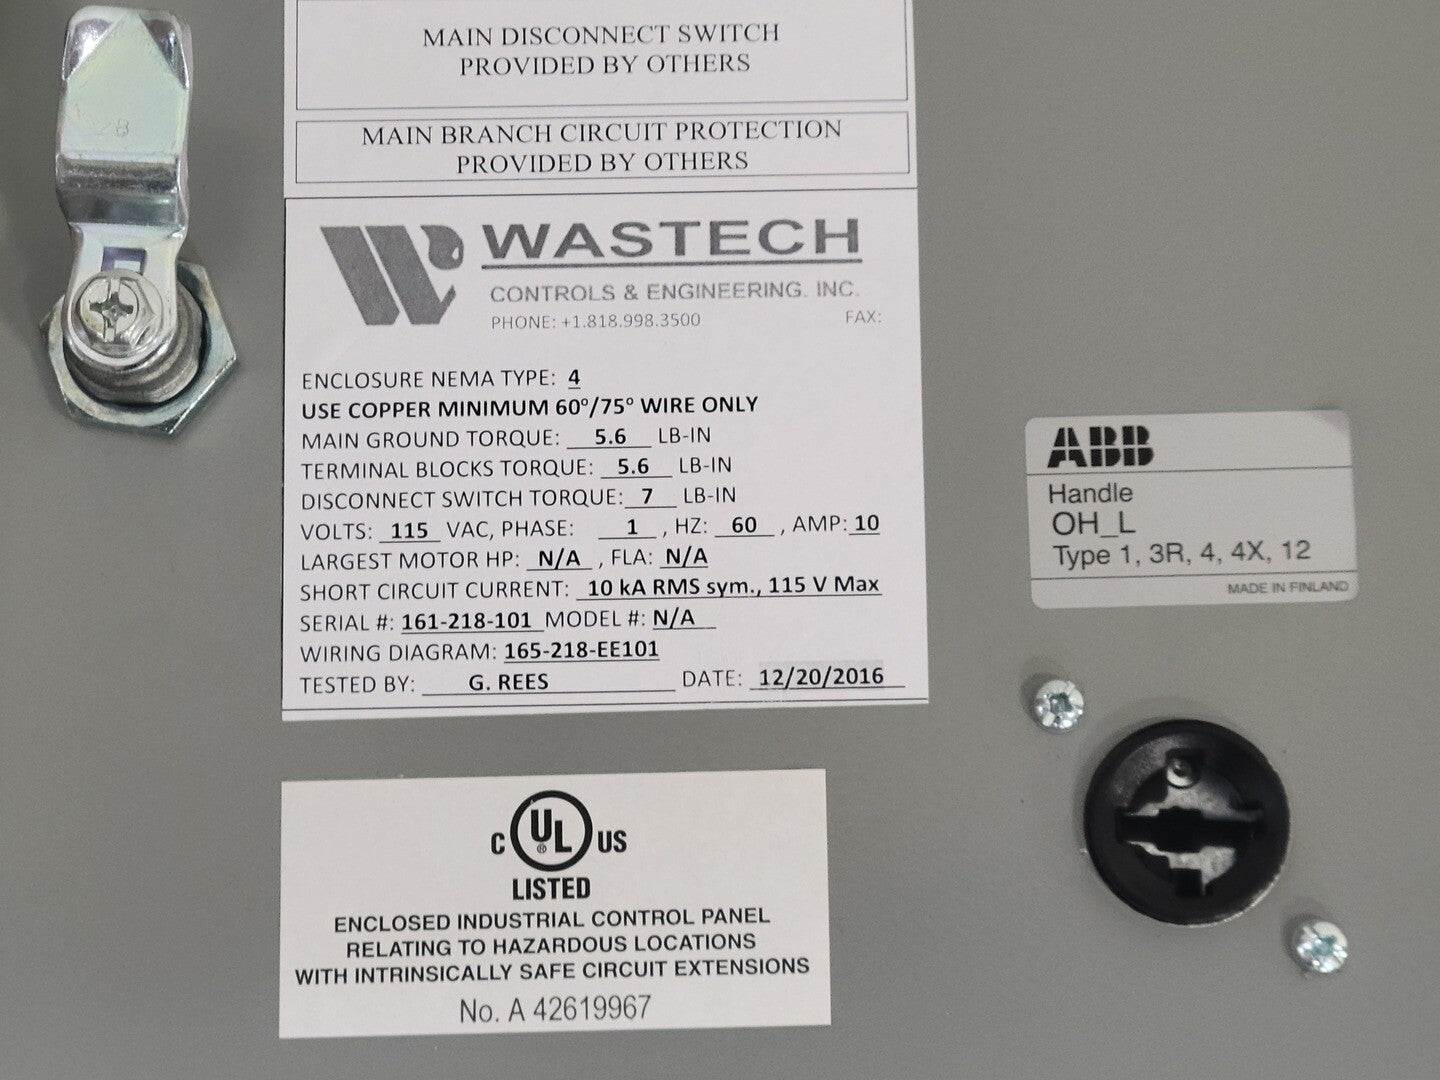 MAIN DISCONNECT SWITCH
PROVIDED BY OTHERS
MAIN BRANCH CIRCUIT PROTECTION
PROVIDED BY OTHERS
WASTECH
CONTROLS & ENGINEERING. INC.
PHONE: +1.818.998.3500 FAX:
ENCLOSURE NEMA TYPE: 4
USE COPPER MINIMUM 60°/75° WIRE ONLY
MAIN GROUND TORQUE: 5.6 LB-IN
TERMINAL BLOCKS TORQUE: 5.6 LB-IN
DISCONNECT SWITCH TORQUE: 7 LB-IN
VOLTS: 115 VAC, PHASE: 1 , HZ: 60 , AMP: 10
LARGEST MOTOR HP: N/A , FLA: N/A
SHORT CIRCUIT CURRENT: 10 kA RMS sym., 115 V Max
SERIAL #: 161-218-101 MODEL #: N/A
WIRING DIAGRAM: 165-218-EE101
TESTED BY: G. REES DATE: 12/20/2016
C UL ® US
LISTED
ENCLOSED INDUSTRIAL CONTROL PANEL
RELATING TO HAZARDOUS LOCATIONS
WITH INTRINSICALLY SAFE CIRCUIT EXTENSIONS
No. A 42619967
ABB
Handle
OH_L
Type 1, 3R, 4, 4X, 12
MADE IN FINLAND